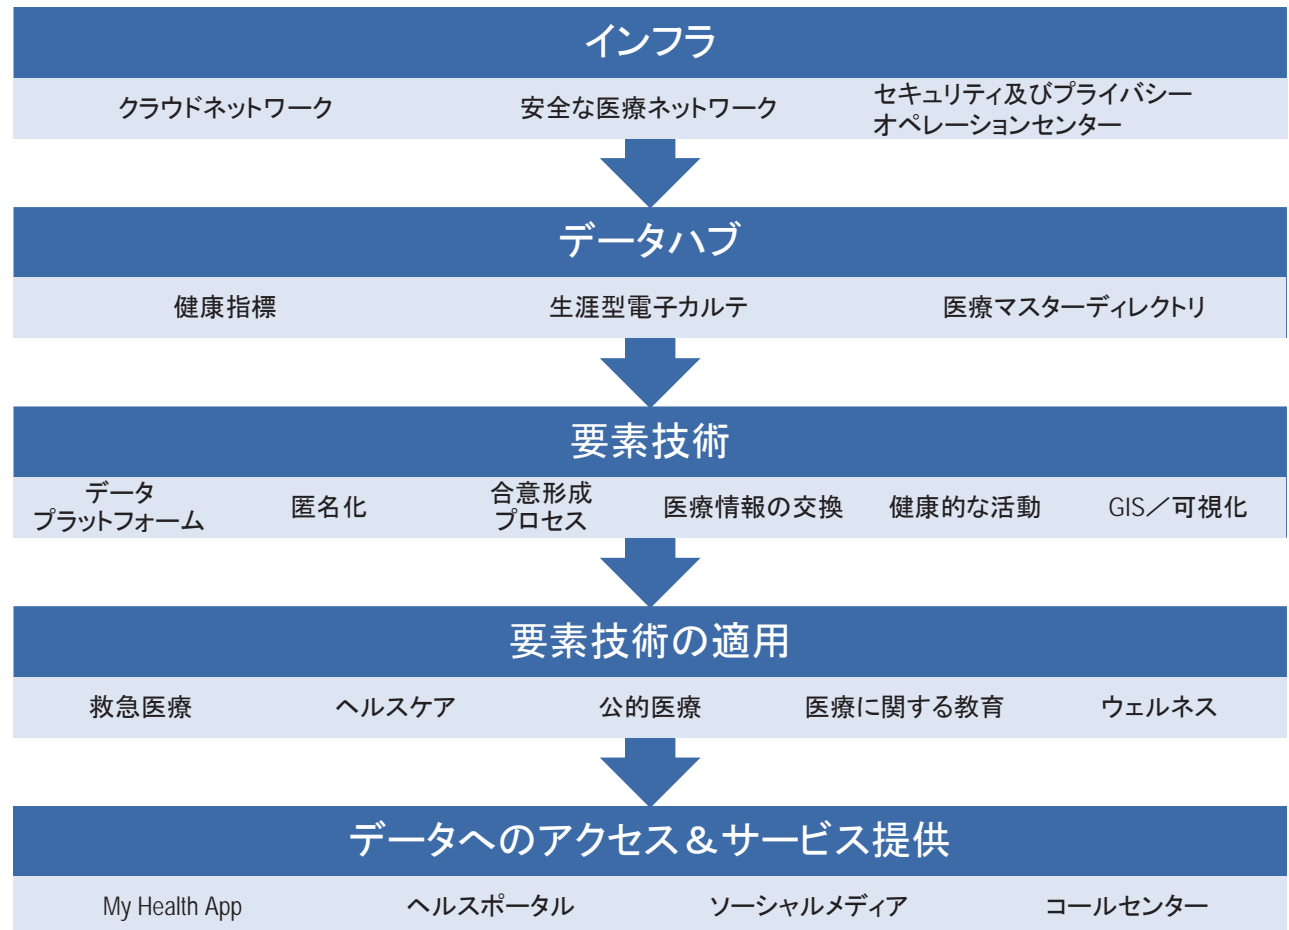 インフラ
クラウドネットワーク
安全な医療ネットワーク
セキュリティ及びプライバシー
オペレーションセンター
データハブ
健康指標
生涯型電子カルテ
医療マスターディレクトリ
要素技術
データ
プラットフォーム
匿名化
合意形成
プロセス
医療情報の交換
健康的な活動
GIS／可視化
要素技術の適用
救急医療
ヘルスケア
公的医療
医療に関する教育
ウェルネス
データへのアクセス＆サービス提供
My Health App
ヘルスポータル
ソーシャルメディア
コールセンター